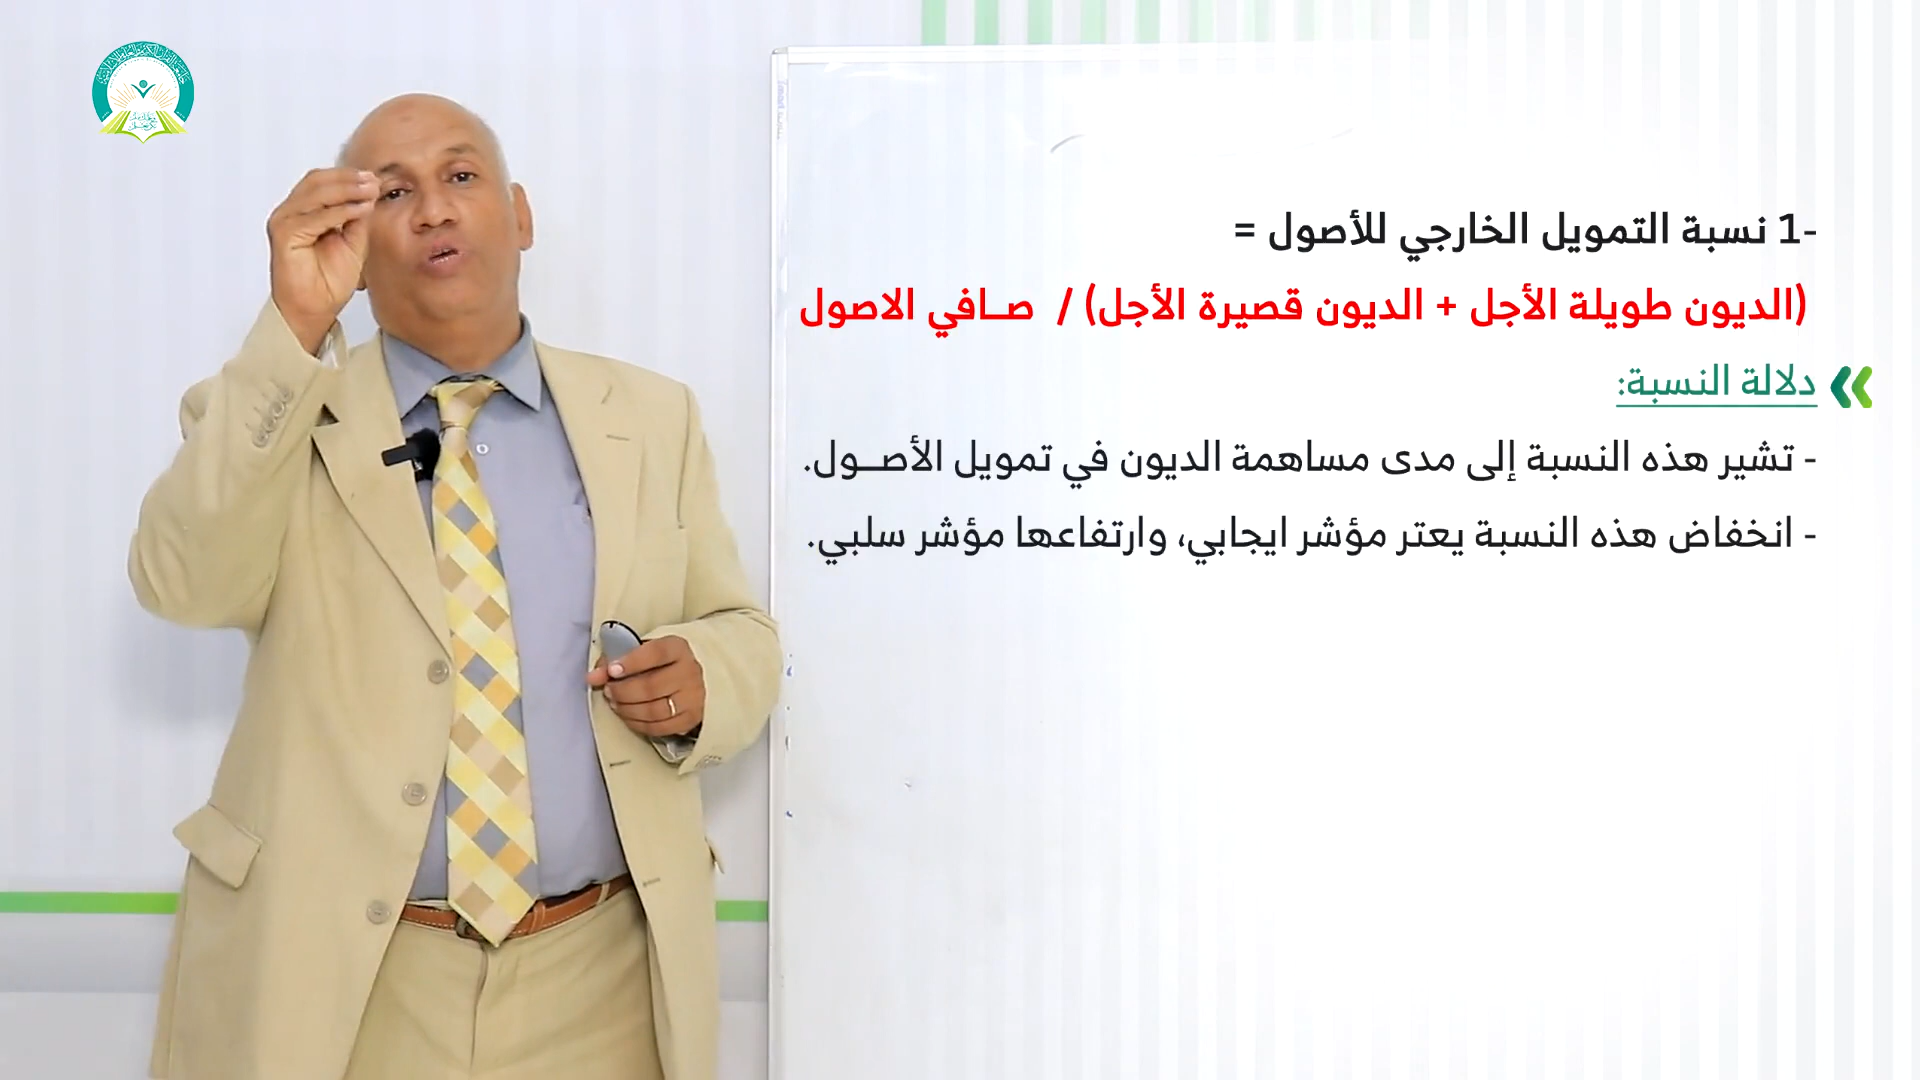 1- نسبة التمويل الخارجي للأصول =
(الديون طويلة الأجل + الديون قصيرة الأجل) / صـافي الاصول
دلالة النسبة:
- تشير هذه النسبة إلى مدى مساهمة الديون في تمويل الأصــول.
- انخفاض هذه النسبة يعتر مؤشر ايجابي، وارتفاعها مؤشر سلبي.